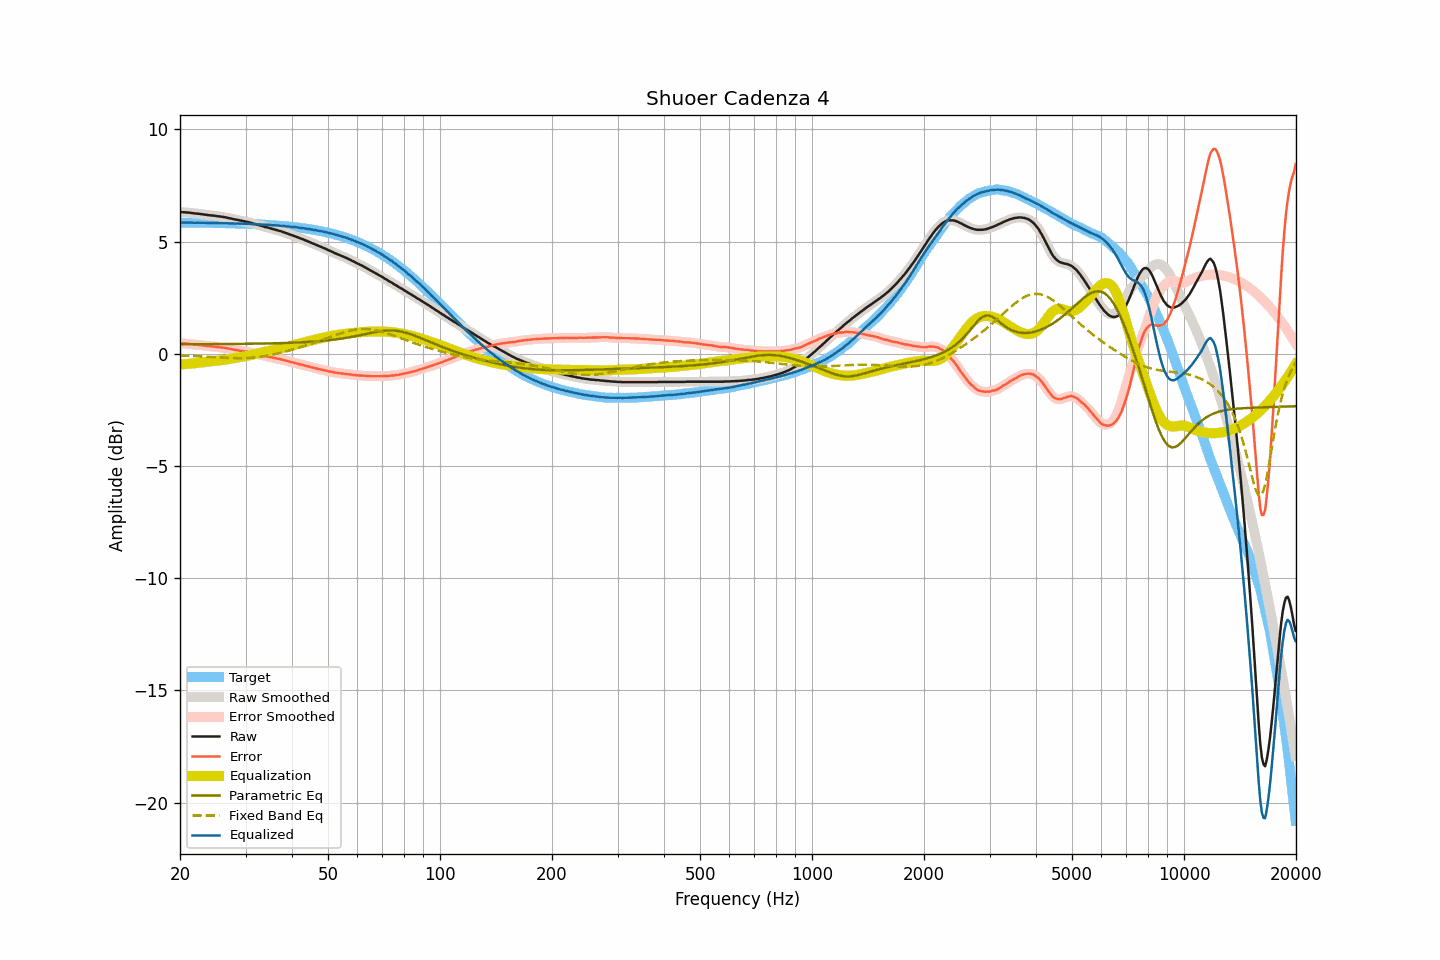 Shuoer Cadenza 4
10
5
0
−5
−10
−15
−20
Amplitude (dBr)
Target
Raw Smoothed
Error Smoothed
Raw
Error
Equalization
Parametric Eq
Fixed Band Eq
Equalized
20 50 100 200 500 1000 2000 5000 10000 20000
Frequency (Hz)